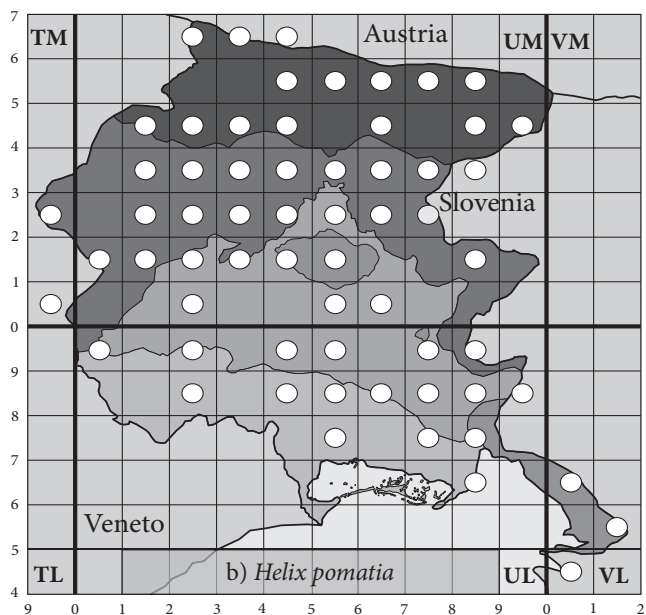 7
TM
Austria
UM
VM
6
5
0
4
3
Slovenia
2
1
0
9
8
7
6
Veneto
5
TL
b) Helix pomatia
UL
VL
4
9 0 1 2 3 4 5 6 7 8 9 0 1 2